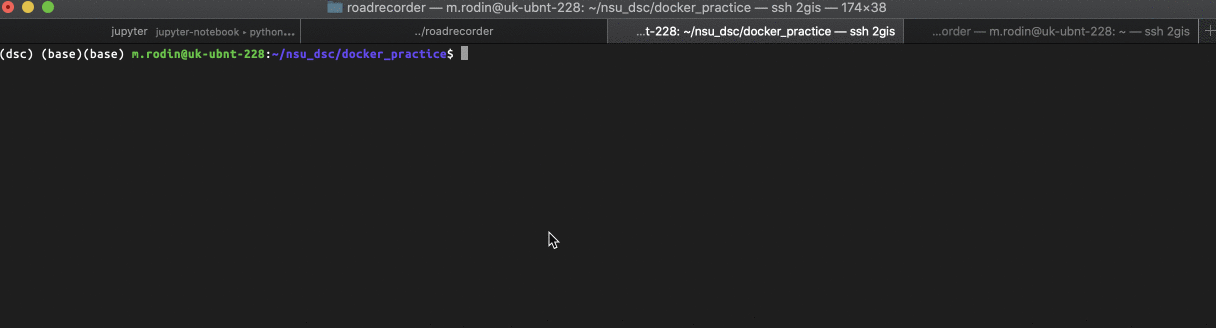 roadrecorder — m.rodin@uk-ubnt-228: ~/nsu_dsc/docker_practice — ssh 2gis — 174×38
jupyter jupyter-notebook • python... ../roadrecorder ...t-228: ~/nsu_dsc/docker_practice — ssh 2gis ...order — m.rodin@uk-ubnt-228: ~ — ssh 2gis +
(dsc) (base)(base) m.rodin@uk-ubnt-228:~/nsu_dsc/docker_practice$